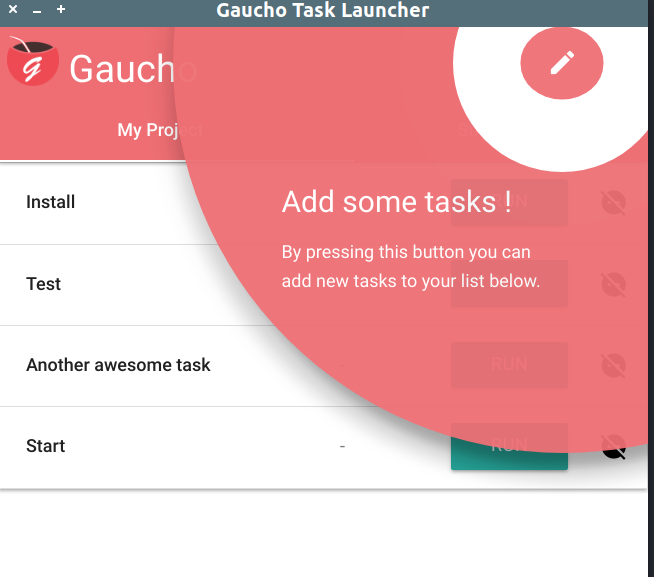 Gaucho Task Launcher
Gaucho
My Project
Add some tasks !
By pressing this button you can
add new tasks to your list below.
Install RUN
Test
Another awesome task - RUN
Start - RUN